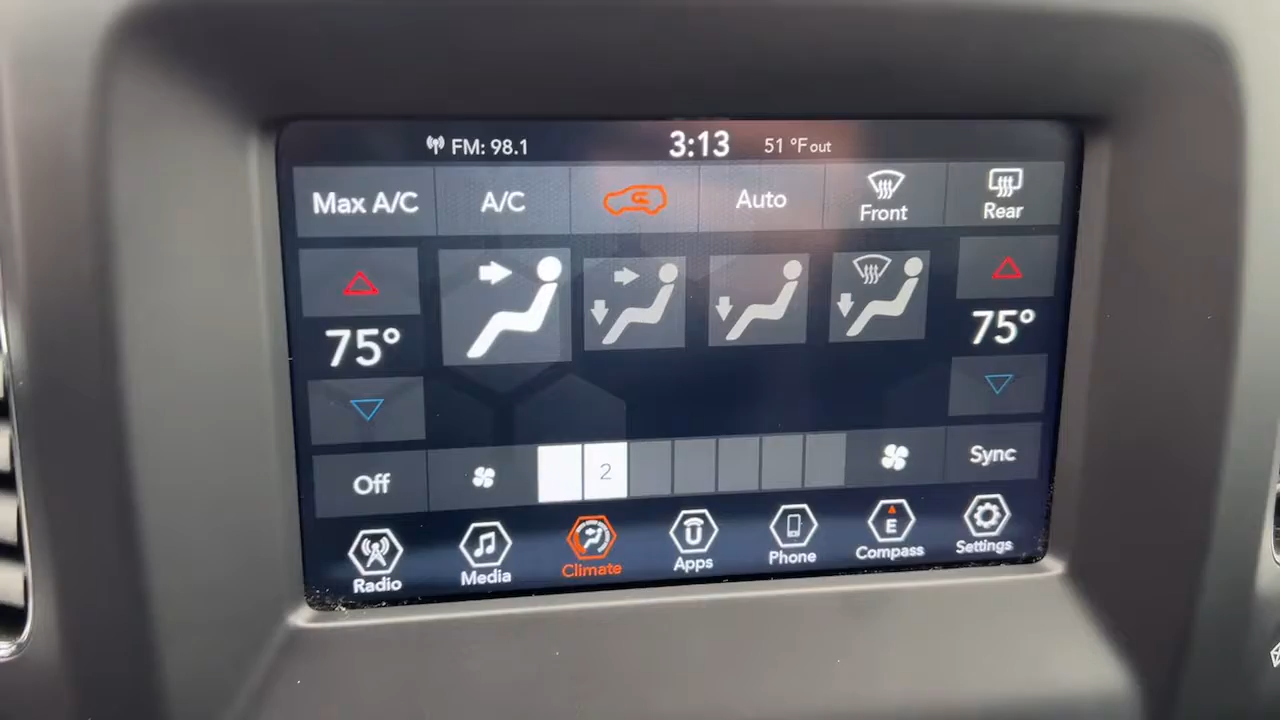 FM: 98.1 3:13 51 °F out
Max A/C A/C Auto Front Rear
75° 75°
Off 2 Sync
Radio Media Climate Apps Phone E Compass Settings